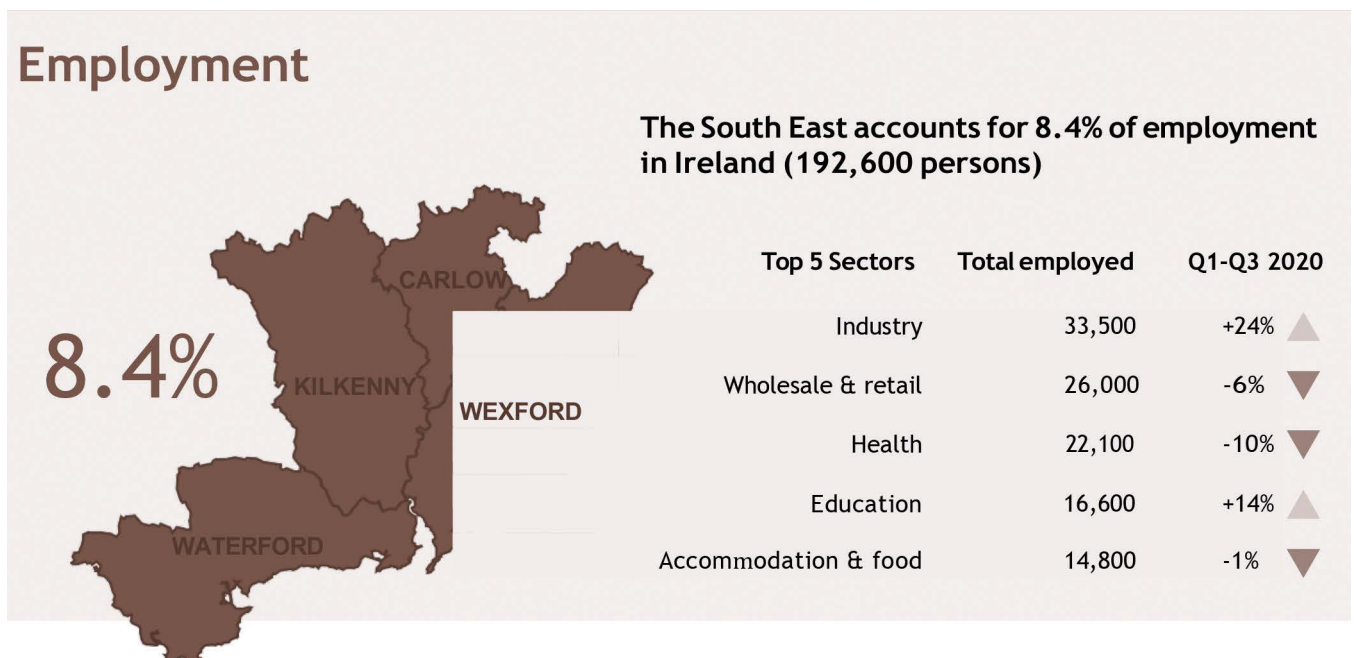 Employment
The South East accounts for 8.4% of employment
in Ireland (192,600 persons)
8.4%
CARLOW
KILKENNY
WEXFORD
WATERFORD
Top 5 Sectors Total employed Q1-Q3 2020
Industry 33,500 +24%
Wholesale & retail 26,000 -6%
Health 22,100 -10%
Education 16,600 +14%
Accommodation & food 14,800 -1%